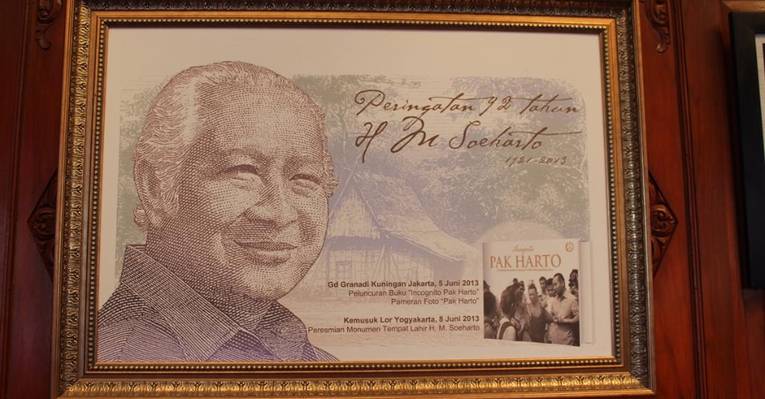 Peringatan 92 tahun
H M Soeharto
1921-2013
Incognito
PAK HARTO
Gd Granadi Kuningan Jakarta, 5 Juni 2013
Peluncuran Buku "Incognito Pak Harto"
Pameran Foto "Pak Harto"
Kemusuk Lor Yogyakarta, 8 Juni 2013
Peresmian Monumen Tempat Lahir H. M. Soeharto